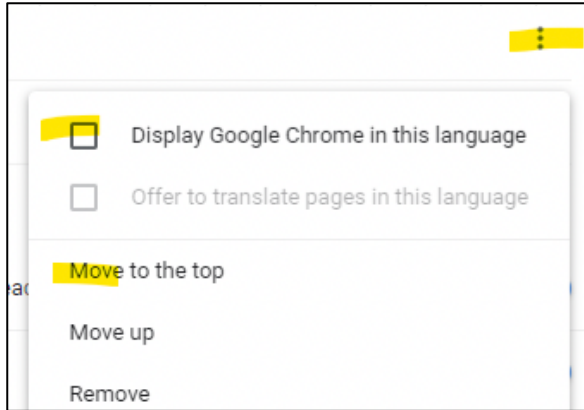 Display Google Chrome in this language
Offer to translate pages in this language
Move to the top
eac
Move up
Remove